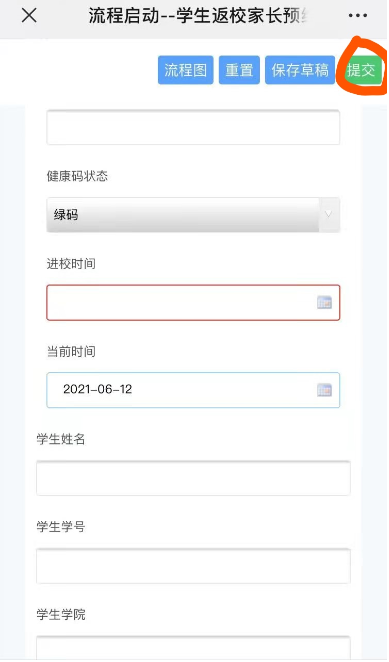 流程启动--学生返校家长预
流程图 重置 保存草稿 提交
健康码状态
绿码
进校时间
当前时间
2021-06-12
学生姓名
学生学号
学生学院